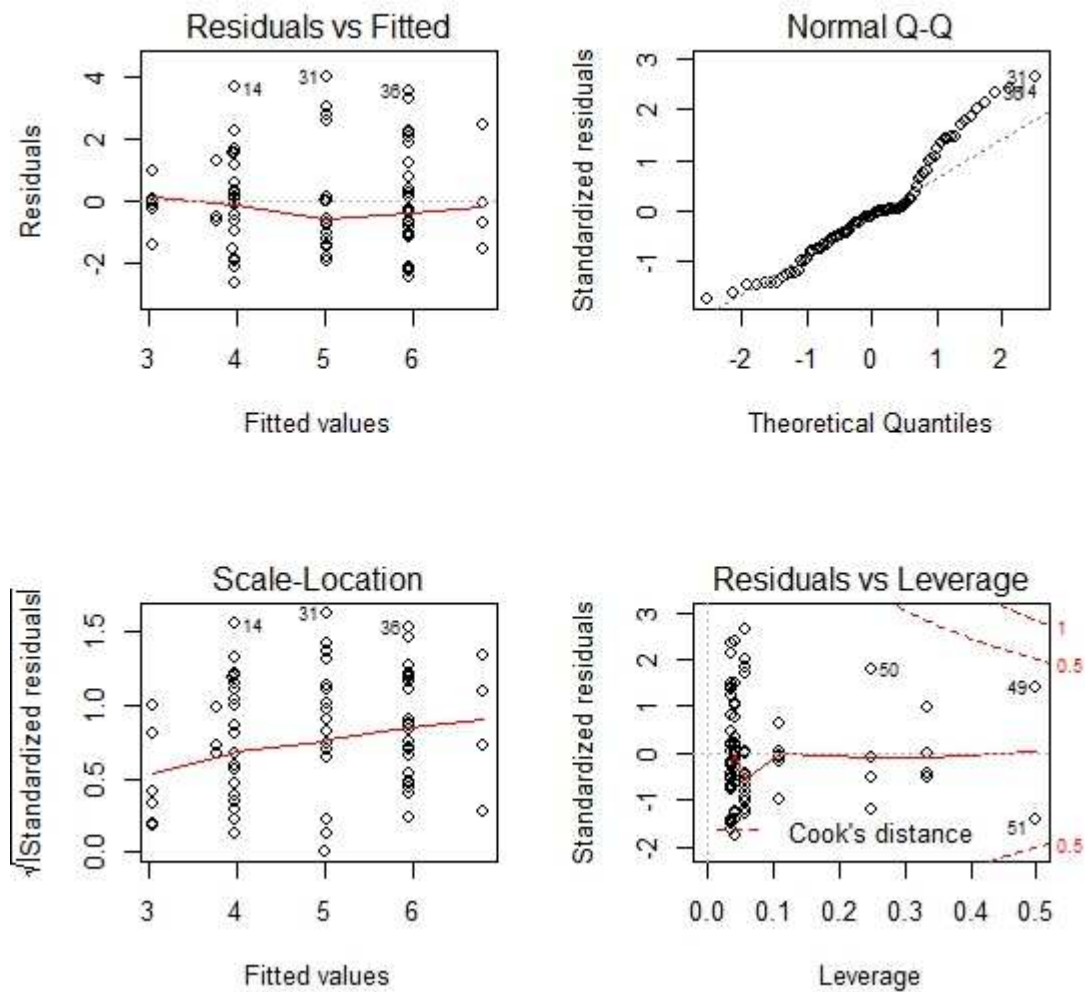 Residuals vs Fitted
Residuals
4
2
0
-2
14
31
36
3 4 5 6
Fitted values
Normal Q-Q
Standardized residuals
3
2
1
0
-1
31
14
-2 -1 0 1 2
Theoretical Quantiles
Scale-Location
√|Standardized residuals|
1.5
1.0
0.5
0.0
14
31
36
3 4 5 6
Fitted values
Residuals vs Leverage
Standardized residuals
3
2
1
0
-1
-2
50
49
51
1
0.5
0.5
Cook's distance
0.0 0.1 0.2 0.3 0.4 0.5
Leverage